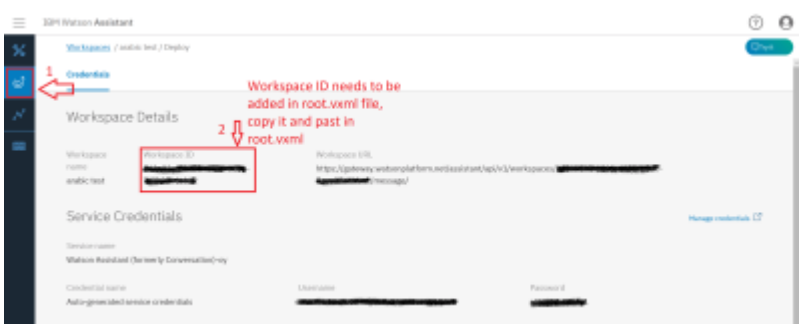 IBM Watson Assistant
Workspaces / arabic test / Deploy
1
Credentials
Workspace ID needs to be
added in root.vxml file,
copy it and past in
root.vxml
2
Workspace Details
Workspace name
Workspace ID
Workspace URL
arabic test
https://gateway.watsonplatform.net/assistant/api/v1/workspaces/
/message/
Service Credentials
Manage credentials
Service name
Watson Assistant (formerly Conversation)-oy
Credential name
Username
Password
Auto-generated service credentials